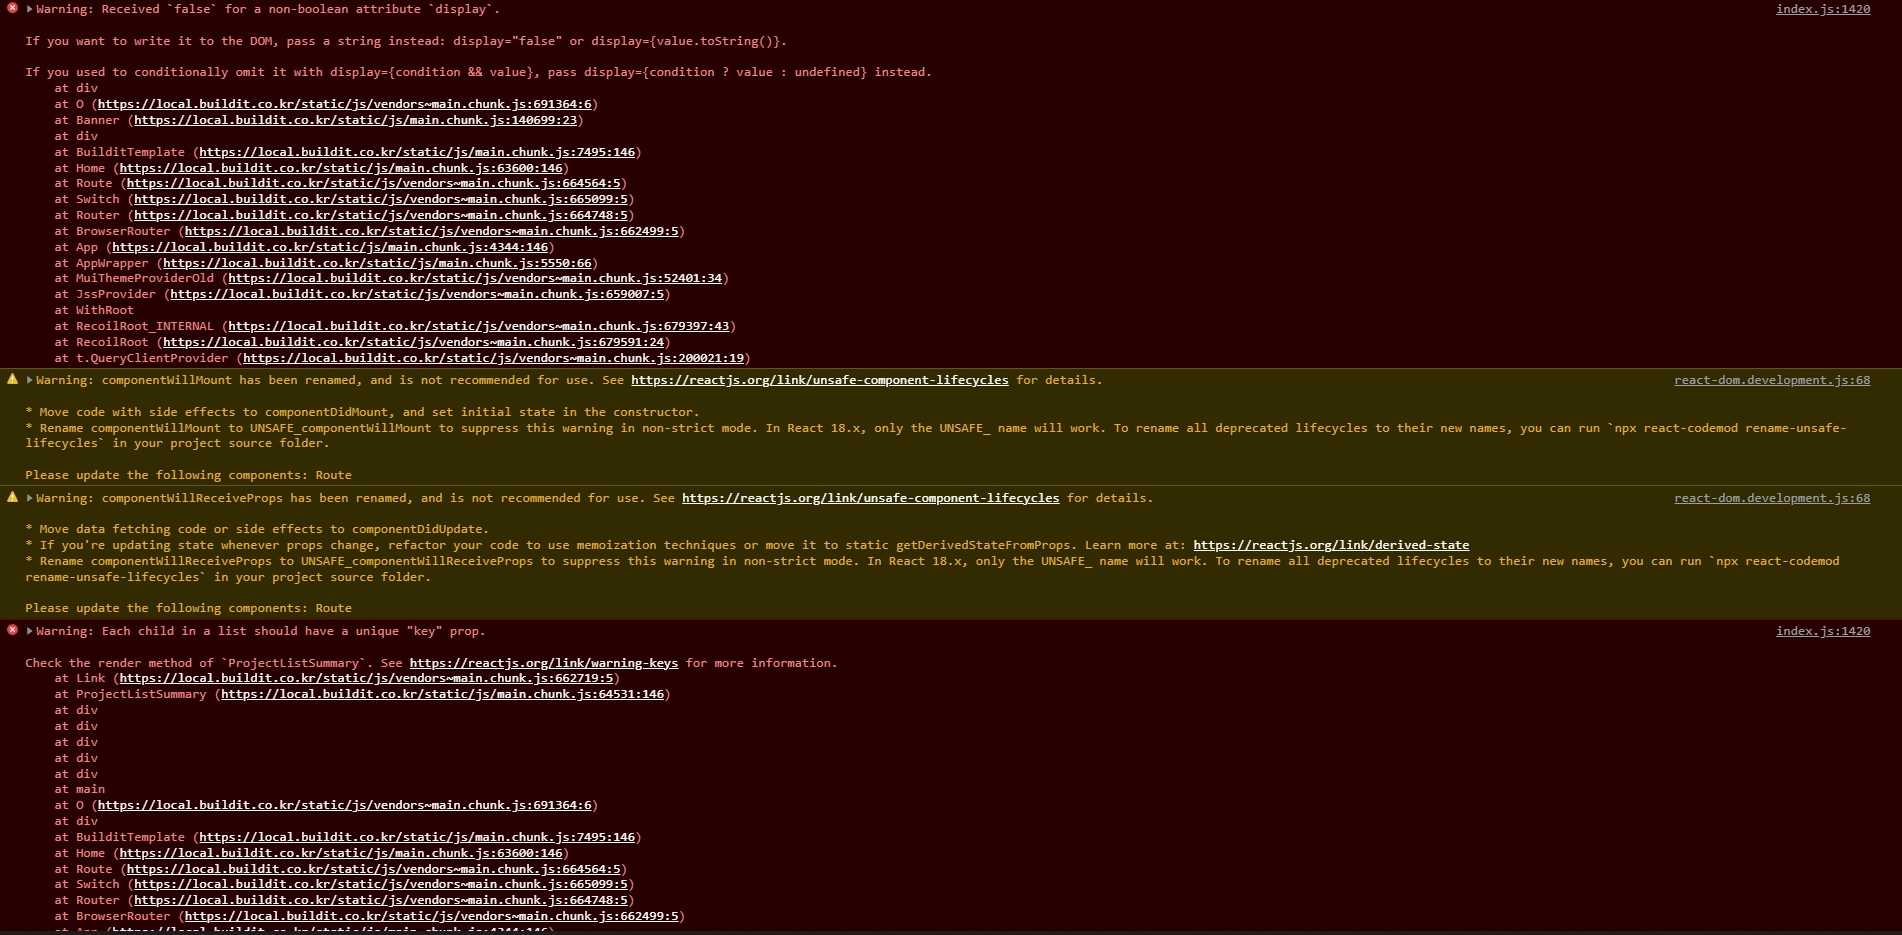 Warning: Received `false` for a non-boolean attribute `display`. index.js:1420
If you want to write it to the DOM, pass a string instead: display="false" or display={value.toString()}.
If you used to conditionally omit it with display={condition && value}, pass display={condition ? value : undefined} instead.
at div
at O (https://local.buildit.co.kr/static/js/vendors~main.chunk.js:691364:6)
at Banner (https://local.buildit.co.kr/static/js/main.chunk.js:140699:23)
at div
at BuilditTemplate (https://local.buildit.co.kr/static/js/main.chunk.js:7495:146)
at Home (https://local.buildit.co.kr/static/js/main.chunk.js:63600:146)
at Route (https://local.buildit.co.kr/static/js/vendors~main.chunk.js:664564:5)
at Switch (https://local.buildit.co.kr/static/js/vendors~main.chunk.js:665099:5)
at Router (https://local.buildit.co.kr/static/js/vendors~main.chunk.js:664748:5)
at BrowserRouter (https://local.buildit.co.kr/static/js/vendors~main.chunk.js:662499:5)
at App (https://local.buildit.co.kr/static/js/main.chunk.js:4344:146)
at AppWrapper (https://local.buildit.co.kr/static/js/main.chunk.js:5550:66)
at MuiThemeProviderOld (https://local.buildit.co.kr/static/js/vendors~main.chunk.js:52401:34)
at JssProvider (https://local.buildit.co.kr/static/js/vendors~main.chunk.js:659007:5)
at WithRoot
at RecoilRoot_INTERNAL (https://local.buildit.co.kr/static/js/vendors~main.chunk.js:679397:43)
at RecoilRoot (https://local.buildit.co.kr/static/js/vendors~main.chunk.js:679591:24)
at t.QueryClientProvider (https://local.buildit.co.kr/static/js/vendors~main.chunk.js:200021:19)
Warning: componentWillMount has been renamed, and is not recommended for use. See https://reactjs.org/link/unsafe-component-lifecycles for details. react-dom.development.js:68
* Move code with side effects to componentDidMount, and set initial state in the constructor.
* Rename componentWillMount to UNSAFE_componentWillMount to suppress this warning in non-strict mode. In React 18.x, only the UNSAFE_ name will work. To rename all deprecated lifecycles to their new names, you can run `npx react-codemod rename-unsafe-
lifecycles` in your project source folder.
Please update the following components: Route
Warning: componentWillReceiveProps has been renamed, and is not recommended for use. See https://reactjs.org/link/unsafe-component-lifecycles for details. react-dom.development.js:68
* Move data fetching code or side effects to componentDidUpdate.
* If you're updating state whenever props change, refactor your code to use memoization techniques or move it to static getDerivedStateFromProps. Learn more at: https://reactjs.org/link/derived-state
* Rename componentWillReceiveProps to UNSAFE_componentWillReceiveProps to suppress this warning in non-strict mode. In React 18.x, only the UNSAFE_ name will work. To rename all deprecated lifecycles to their new names, you can run `npx react-codemod
rename-unsafe-lifecycles` in your project source folder.
Please update the following components: Route
Warning: Each child in a list should have a unique "key" prop. index.js:1420
Check the render method of `ProjectListSummary`. See https://reactjs.org/link/warning-keys for more information.
at Link (https://local.buildit.co.kr/static/js/vendors~main.chunk.js:662719:5)
at ProjectListSummary (https://local.buildit.co.kr/static/js/main.chunk.js:64531:146)
at div
at div
at div
at div
at div
at main
at O (https://local.buildit.co.kr/static/js/vendors~main.chunk.js:691364:6)
at div
at BuilditTemplate (https://local.buildit.co.kr/static/js/main.chunk.js:7495:146)
at Home (https://local.buildit.co.kr/static/js/main.chunk.js:63600:146)
at Route (https://local.buildit.co.kr/static/js/vendors~main.chunk.js:664564:5)
at Switch (https://local.buildit.co.kr/static/js/vendors~main.chunk.js:665099:5)
at Router (https://local.buildit.co.kr/static/js/vendors~main.chunk.js:664748:5)
at BrowserRouter (https://local.buildit.co.kr/static/js/vendors~main.chunk.js:662499:5)
at App (https://local.buildit.co.kr/static/js/main.chunk.js:4344:146)